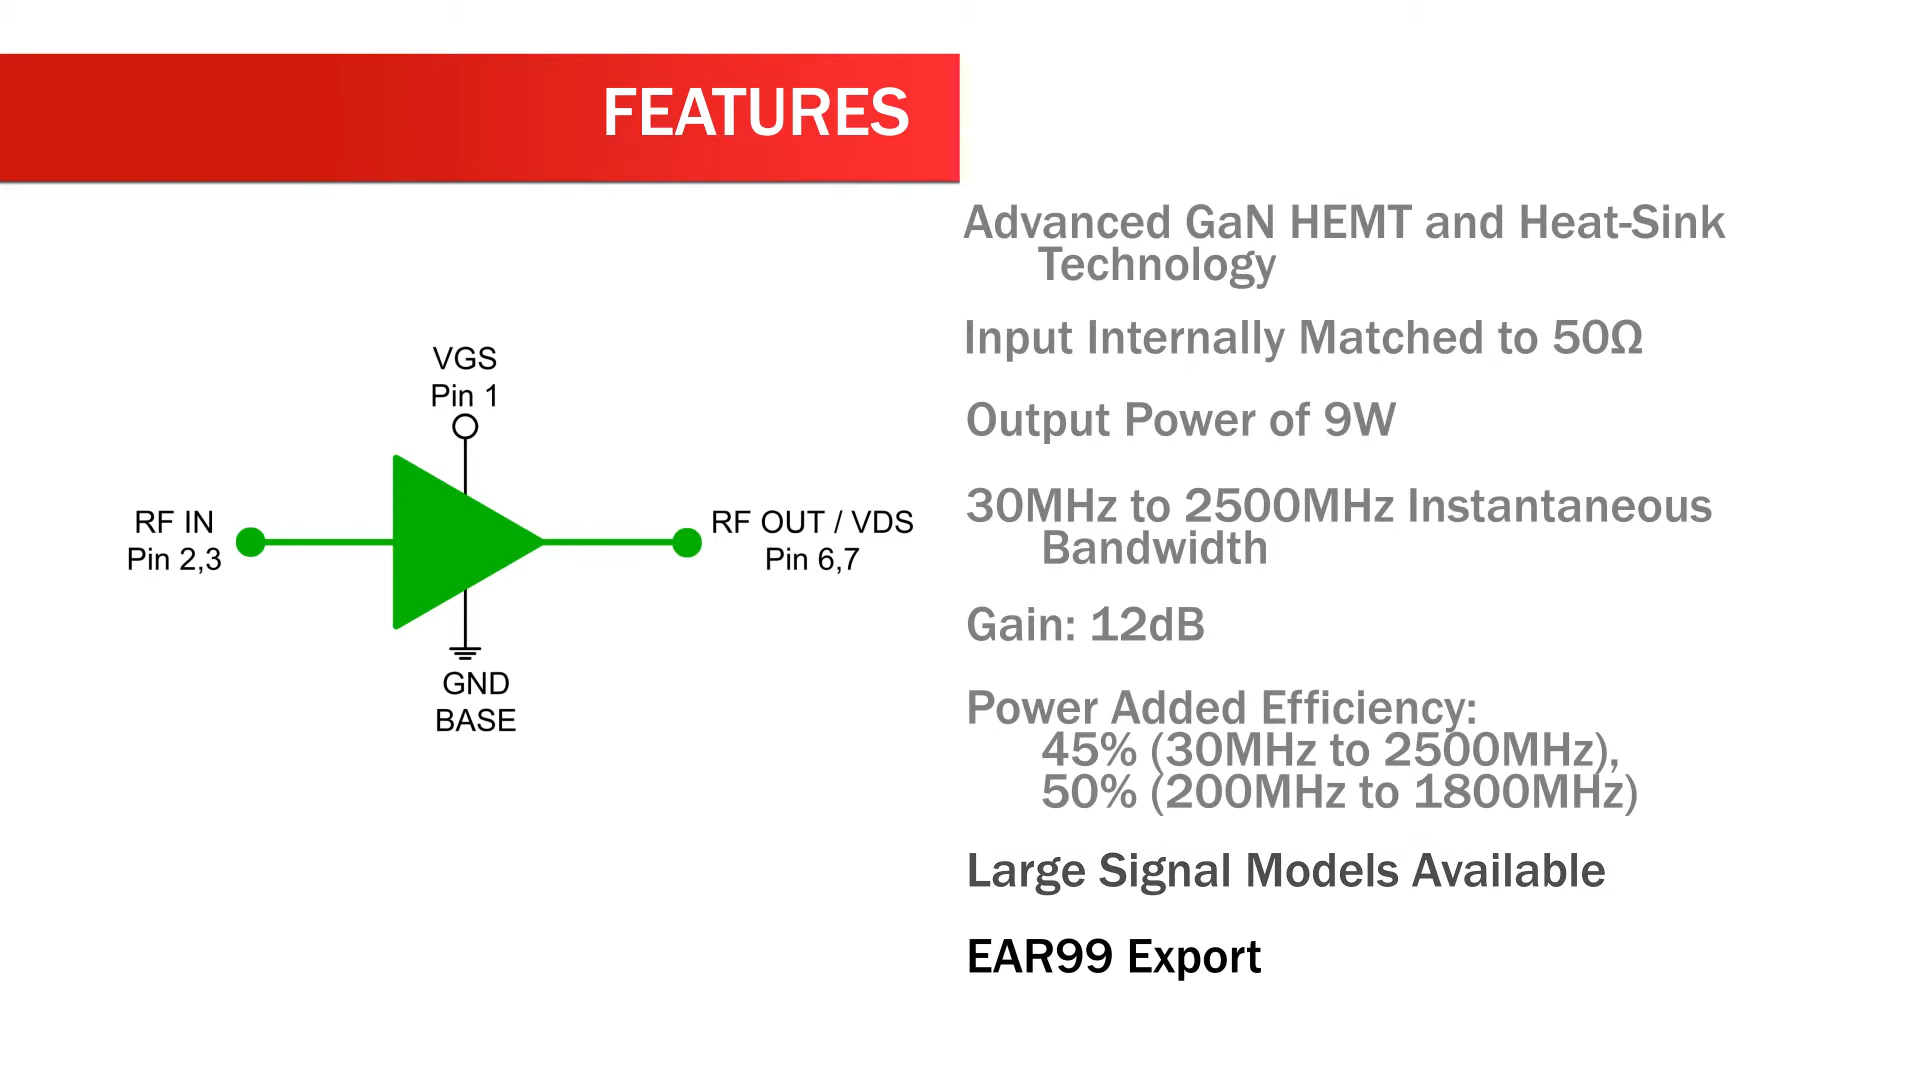 FEATURES
VGS
Pin 1
RF IN
Pin 2,3
RF OUT / VDS
Pin 6,7
GND
BASE
Advanced GaN HEMT and Heat-Sink
Technology
Input Internally Matched to 50Ω
Output Power of 9W
30MHz to 2500MHz Instantaneous
Bandwidth
Gain: 12dB
Power Added Efficiency:
45% (30MHz to 2500MHz),
50% (200MHz to 1800MHz)
Large Signal Models Available
EAR99 Export